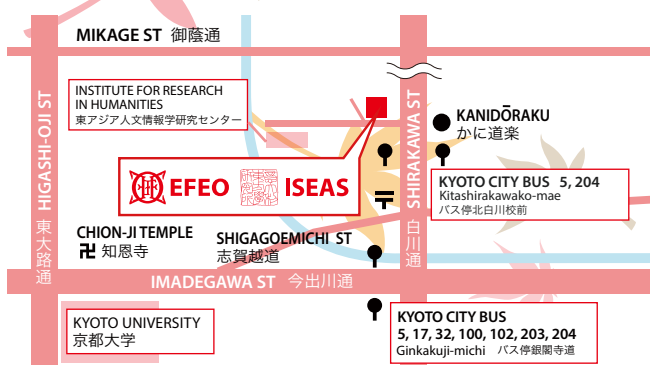 MIKAGE ST 御蔭通
INSTITUTE FOR RESEARCH
IN HUMANITIES
東アジア人文情報学研究センター
HIGASHI-OJI ST 東大路通
SHIRAKAWA ST 白川通
KANIDŌRAKU
かに道楽
EFEO ISEAS
KYOTO CITY BUS 5, 204
Kitashirakawako-mae
バス停北白川校前
CHION-JI TEMPLE
卍 知恩寺
SHIGAGOEMICHI ST
志賀越道
IMADEGAWA ST 今出川通
KYOTO UNIVERSITY
京都大学
KYOTO CITY BUS
5, 17, 32, 100, 102, 203, 204
Ginkakuji-michi バス停銀閣寺道